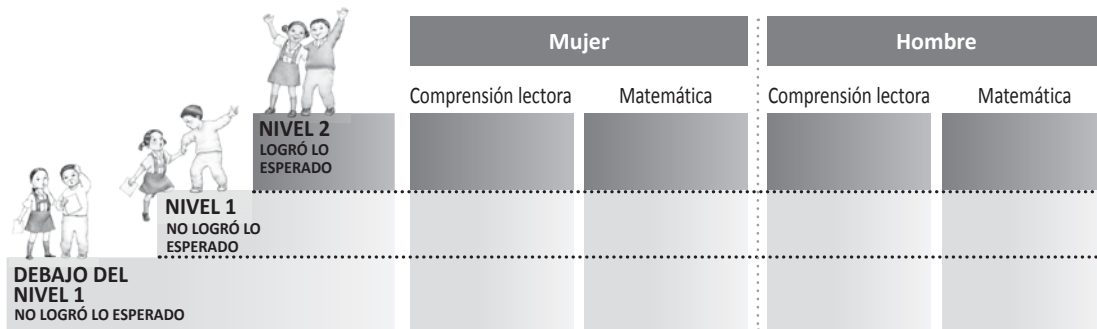 Mujer
Hombre
Comprensión lectora
Matemática
Comprensión lectora
Matemática
NIVEL 2
LOGRÓ LO
ESPERADO
NIVEL 1
NO LOGRÓ LO
ESPERADO
DEBAJO DEL
NIVEL 1
NO LOGRÓ LO ESPERADO